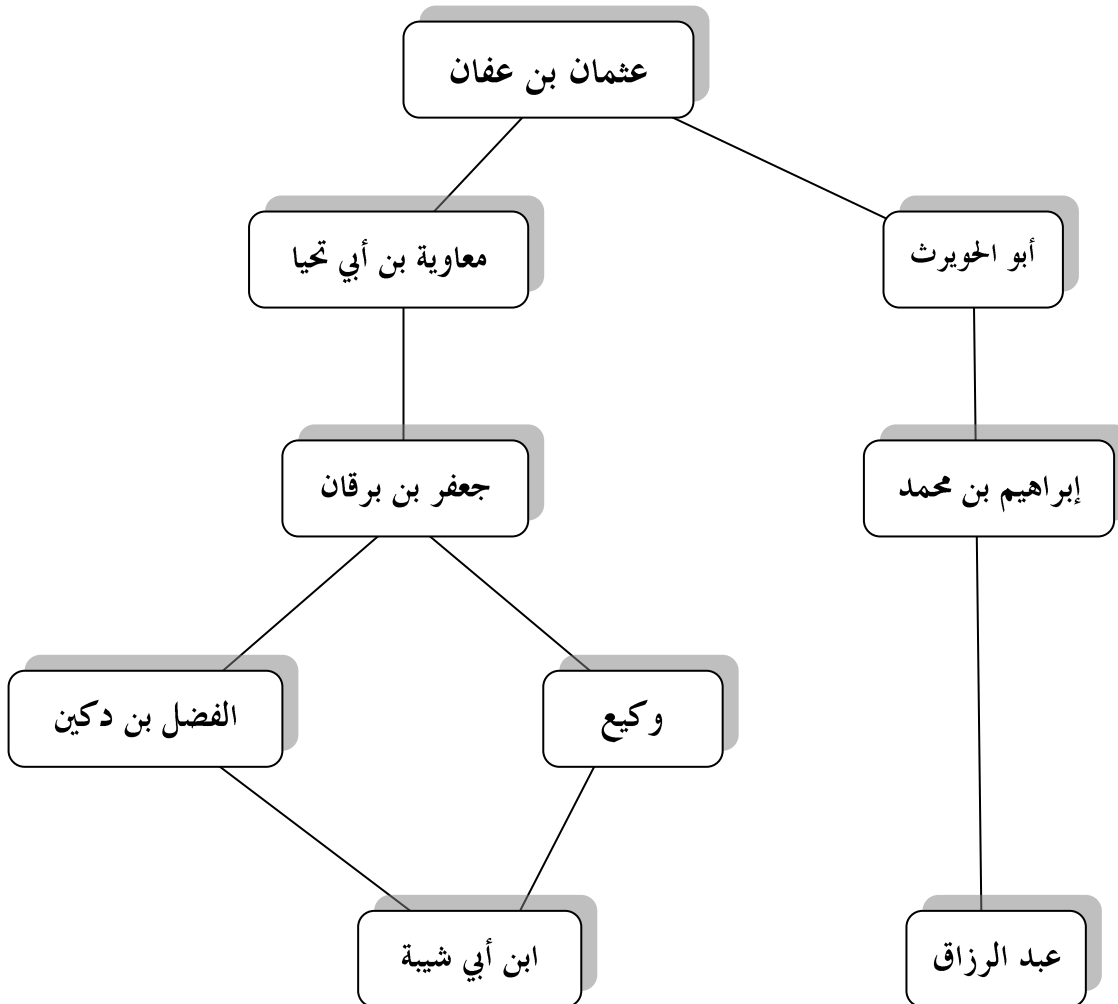 عثمان بن عفان
أبو الحويرث
معاوية بن أبي تحيا
إبراهيم بن محمد
جعفر بن برقان
وكيع
الفضل بن دكين
عبد الرزاق
ابن أبي شيبة